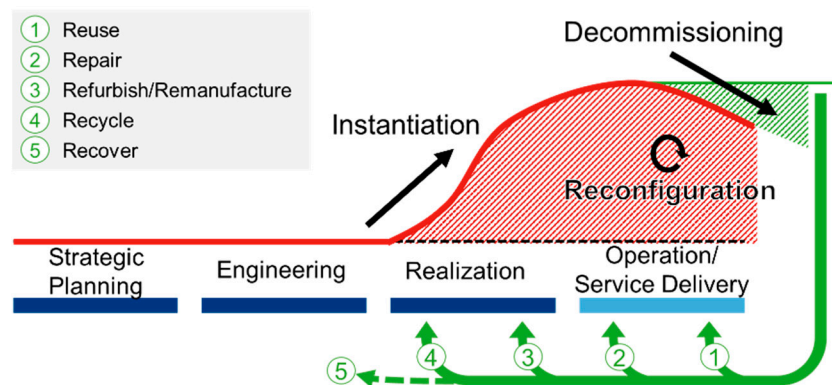 1 Reuse
2 Repair
3 Refurbish/Remanufacture
4 Recycle
5 Recover
Decommissioning
Instantiation
Reconfiguration
Strategic
Planning
Engineering
Realization
Operation/
Service Delivery
5
4
3
2
1